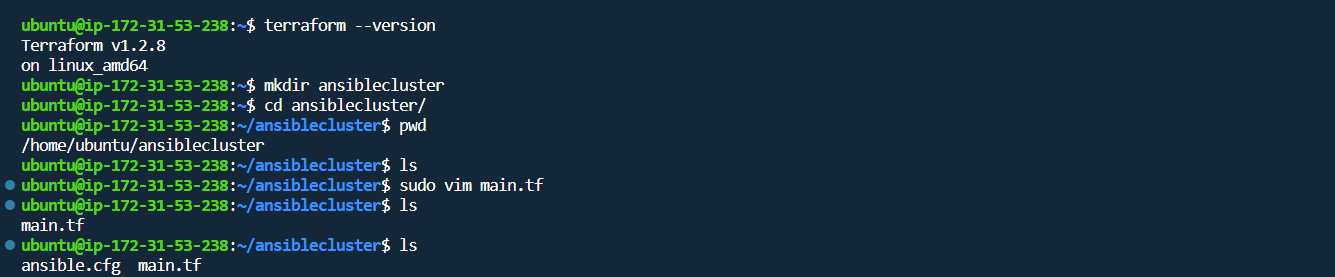 ubuntu@ip-172-31-53-238:~$ terraform --version
Terraform v1.2.8
on linux_amd64
ubuntu@ip-172-31-53-238:~$ mkdir ansiblecluster
ubuntu@ip-172-31-53-238:~$ cd ansiblecluster/
ubuntu@ip-172-31-53-238:~/ansiblecluster$ pwd
/home/ubuntu/ansiblecluster
ubuntu@ip-172-31-53-238:~/ansiblecluster$ ls
ubuntu@ip-172-31-53-238:~/ansiblecluster$ sudo vim main.tf
ubuntu@ip-172-31-53-238:~/ansiblecluster$ ls
main.tf
ubuntu@ip-172-31-53-238:~/ansiblecluster$ ls
ansible.cfg  main.tf